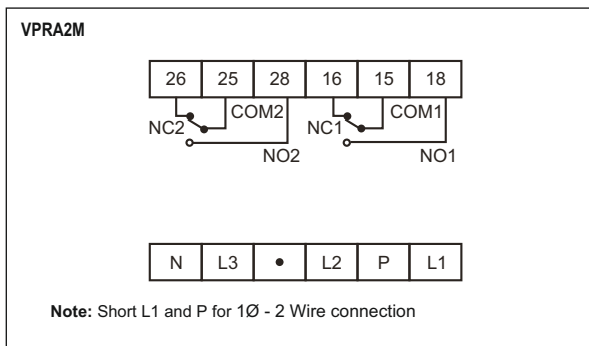 VPRA2M
26 25 28 16 15 18
NC2 COM2 NC1 COM1
NO2 NO1
N L3 • L2 P L1
Note: Short L1 and P for 1Ø - 2 Wire connection